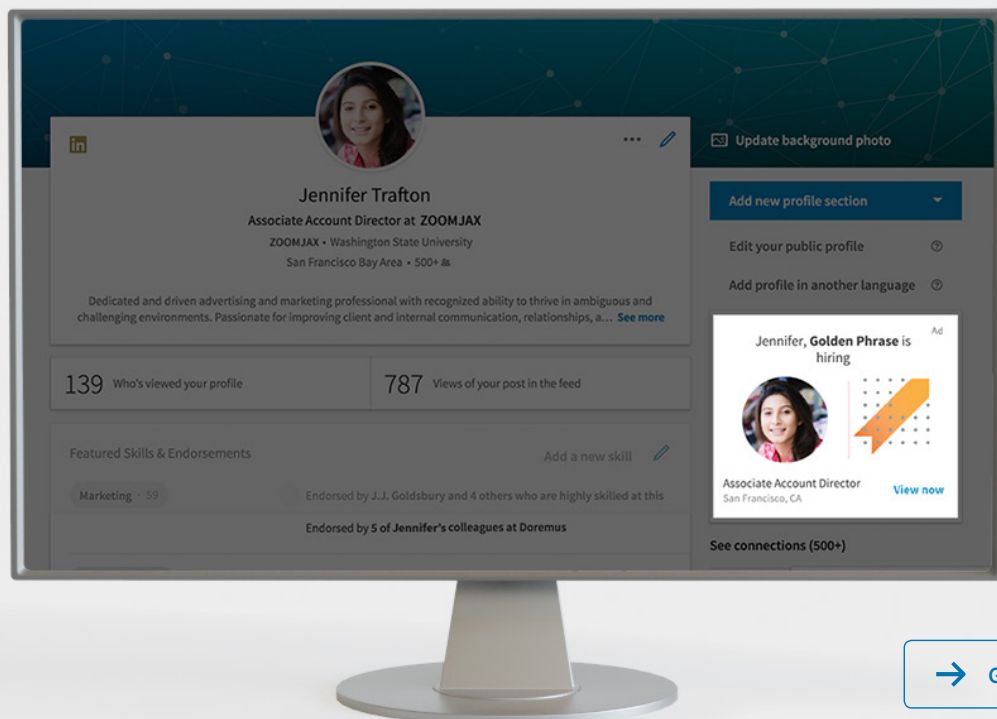 in
Update background photo
Jennifer Trafton
Associate Account Director at ZOOMJAX
ZOOMJAX • Washington State University
San Francisco Bay Area • 500+
Dedicated and driven advertising and marketing professional with recognized ability to thrive in ambiguous and
challenging environments. Passionate for improving client and internal communication, relationships, a... See more
139 Who's viewed your profile
787 Views of your post in the feed
Featured Skills & Endorsements
Add a new skill
Marketing · 59
Endorsed by J.J. Goldsbury and 4 others who are highly skilled at this
Endorsed by 5 of Jennifer's colleagues at Doremus
Add new profile section
Edit your public profile
Add profile in another language
Ad
Jennifer, Golden Phrase is
hiring
Associate Account Director
San Francisco, CA
View now
See connections (500+)